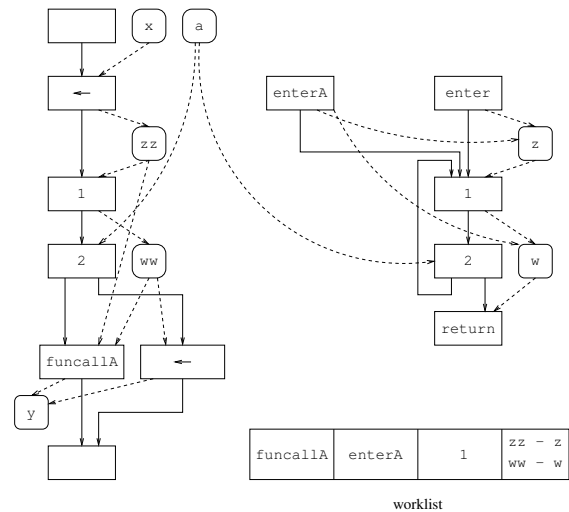 x a
←
enterA enter
zz z
1 1
2 ww 2 w
return
funcallA ←
y
funcallA enterA 1 zz - z
ww - w
worklist